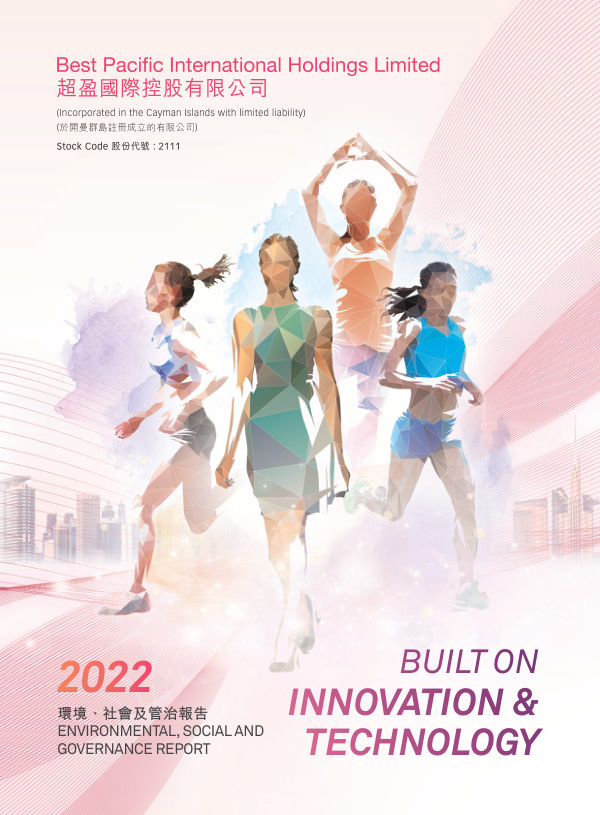 Best Pacific International Holdings Limited
超盈國際控股有限公司
(Incorporated in the Cayman Islands with limited liability)
(於開曼群島註冊成立的有限公司)
Stock Code 股份代號 : 2111
2022
環境、社會及管治報告
ENVIRONMENTAL, SOCIAL AND
GOVERNANCE REPORT
BUILT ON
INNOVATION &
TECHNOLOGY